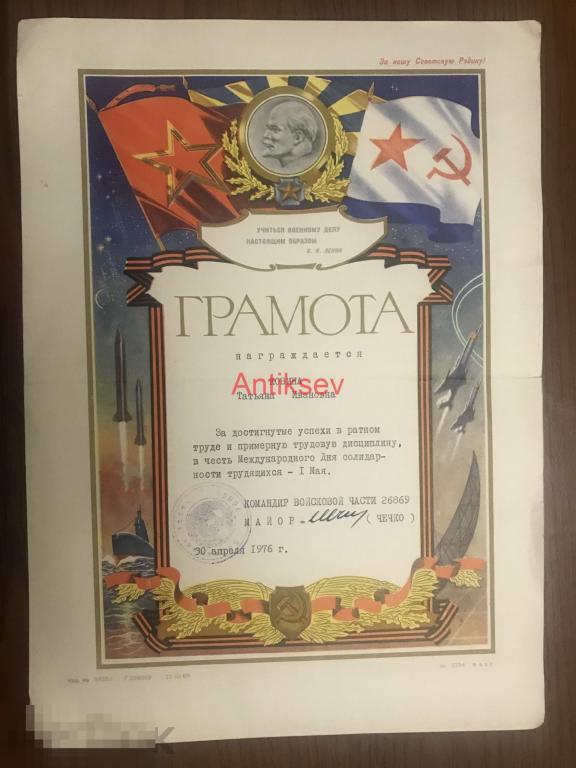 За нашу Советскую Родину!
УЧИТЬСЯ ВОЕННОМУ ДЕЛУ
НАСТОЯЩИМ ОБРАЗОМ
В. И. ЛЕНИН
ГРАМОТА
награждается
Antiksev
Татьяна Ивановна
За достигнутые успехи в ратном
труде и примерную трудовую дисциплину,
в честь Международного Дня солидар-
ности трудящихся - I Мая.
КОМАНДИР ВОЙСКОВОЙ ЧАСТИ 26869
МАЙОР - ( ЧЕЧКО )
30 апреля 1976 г.